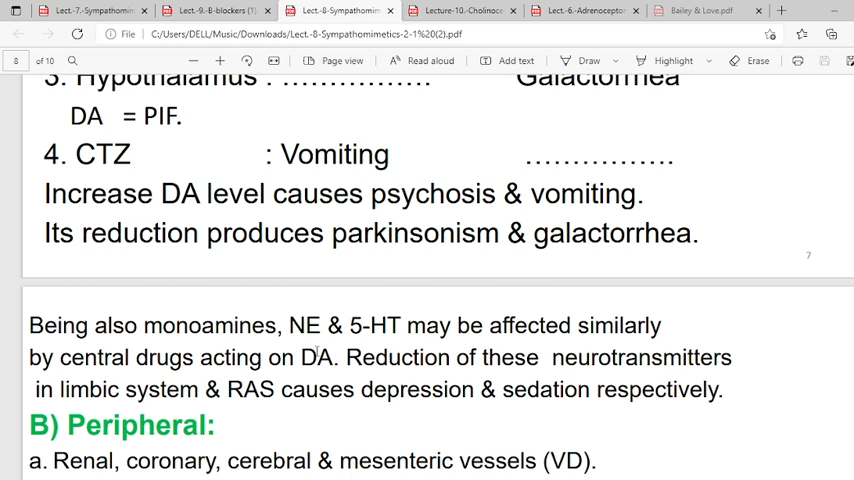 Lect.-7.-Sympathomim
Lect.-9.-B-blockers (1)
Lect.-8-Sympathomim
Lecture-10.-Cholinoce
Lect.-6.-Adrenoceptor
Bailey & Love.pdf
File C:/Users/DELL/Music/Downloads/Lect.-8-Sympathomimetics-2-1%20(2).pdf
8 of 10 Page view Read aloud Add text Draw Highlight Erase
3. Hypothalamus : ................ Galactorrhea
DA = PIF.
4. CTZ : Vomiting ................
Increase DA level causes psychosis & vomiting.
Its reduction produces parkinsonism & galactorrhea.
7
Being also monoamines, NE & 5-HT may be affected similarly
by central drugs acting on DA. Reduction of these neurotransmitters
in limbic system & RAS causes depression & sedation respectively.
B) Peripheral:
a. Renal, coronary, cerebral & mesenteric vessels (VD).